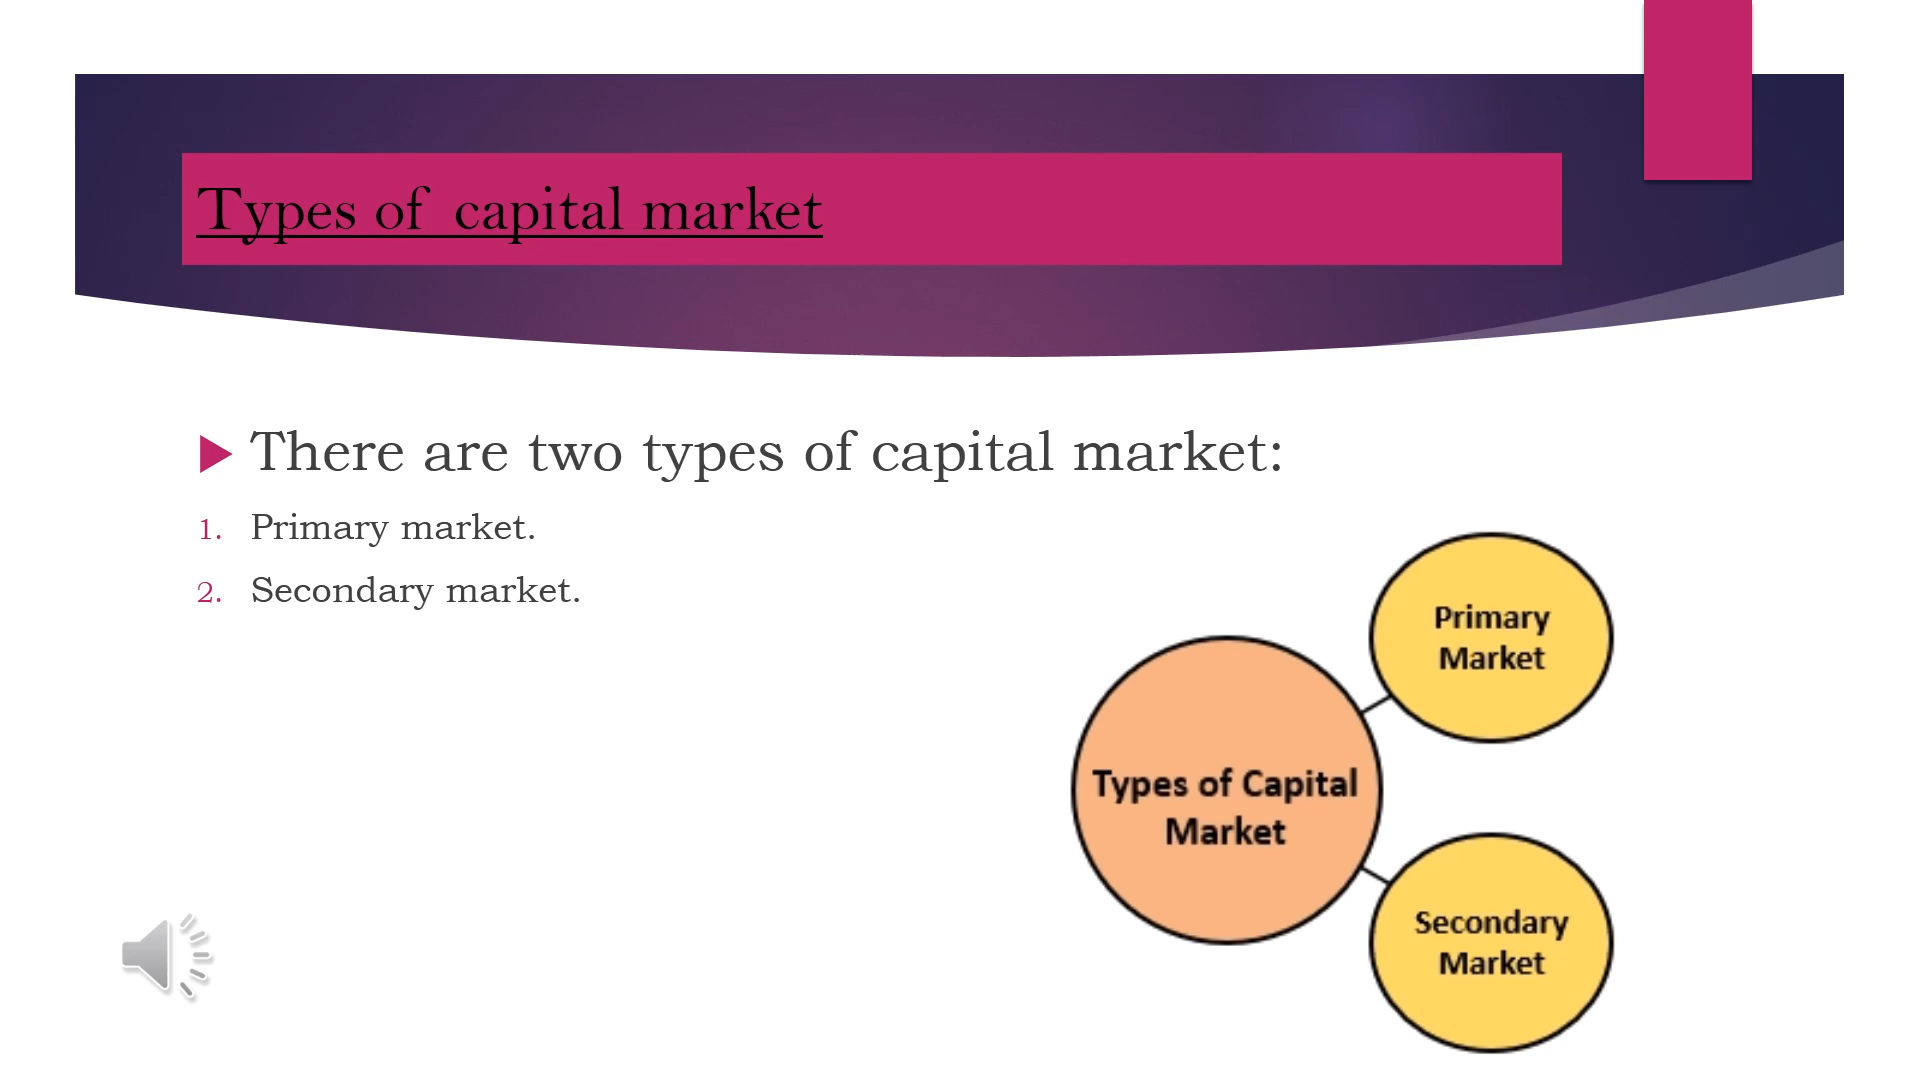 Types of  capital market
There are two types of capital market:
1. Primary market.
2. Secondary market.
Primary
Market
Types of Capital
Market
Secondary
Market